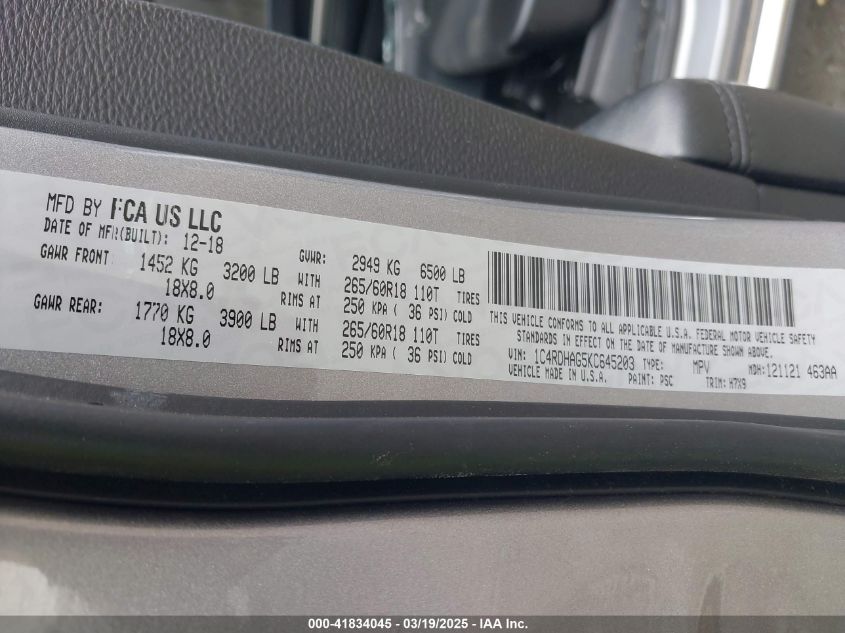 MFD BY FCA US LLC
DATE OF MFR(BUILT): 12-18 GVWR: 2949 KG 6500 LB
GAWR FRONT: 1452 KG 3200 LB WITH 265/60R18 110T TIRES
18X8.0 RIMS AT 250 KPA ( 36 PSI) COLD
GAWR REAR: 1770 KG 3900 LB WITH 265/60R18 110T TIRES
18X8.0 RIMS AT 250 KPA ( 36 PSI) COLD
THIS VEHICLE CONFORMS TO ALL APPLICABLE U.S.A. FEDERAL MOTOR VEHICLE SAFETY
STANDARDS IN EFFECT ON THE DATE OF MANUFACTURE SHOWN ABOVE.
VIN: 1C4RDHAG5KC645203 TYPE: MPV MDH: 121121 463AA
VEHICLE MADE IN U.S.A. PAINT: PSC TRIM: H7X9
000-41834045 - 03/19/2025 - IAA Inc.